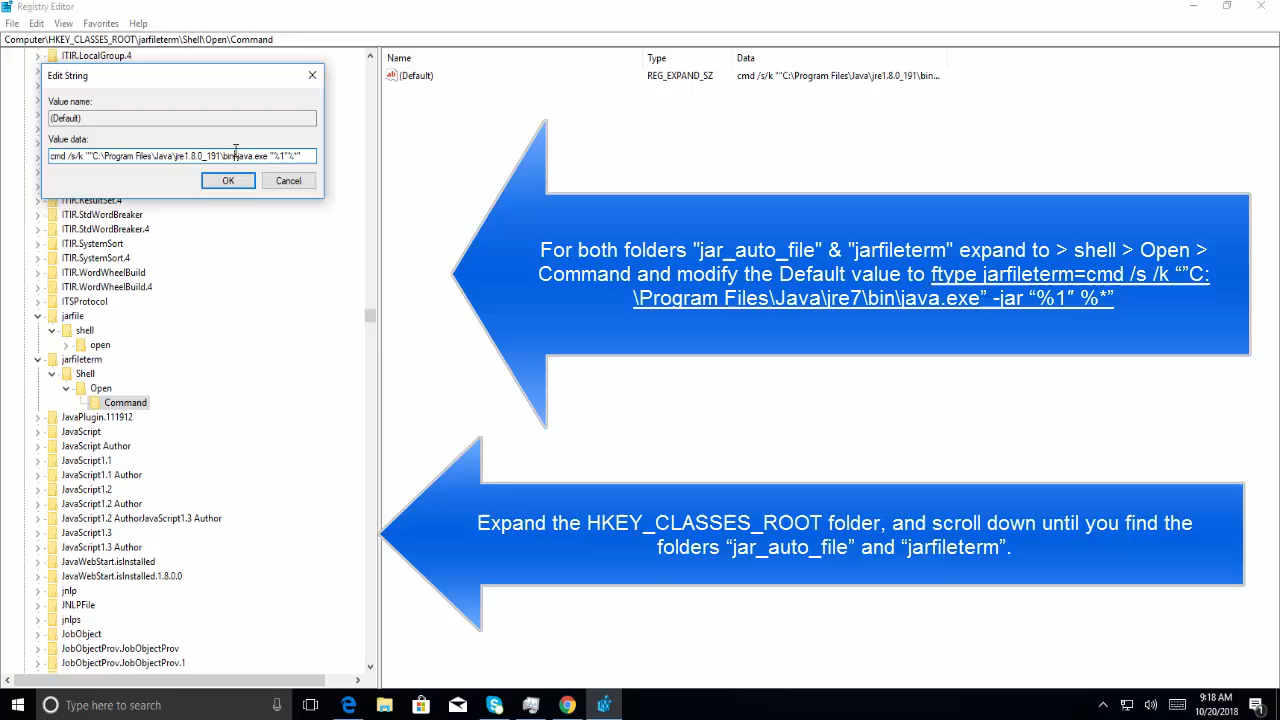 Registry Editor
File Edit View Favorites Help
Computer\HKEY_CLASSES_ROOT\jarfileterm\Shell\Open\Command
ITIR.LocalGroup.4
Edit String
Value name:
(Default)
Value data:
cmd /s/k ""C:\Program Files\Java\jre1.8.0_191\bin\java.exe "%1"%*"
OK Cancel
ITIR.ResultSet.4
ITIR.StdWordBreaker
ITIR.StdWordBreaker.4
ITIR.SystemSort
ITIR.SystemSort.4
ITIR.WordWheelBuild
ITIR.WordWheelBuild.4
ITSProtocol
jarfile
shell
open
jarfileterm
Shell
Open
Command
JavaPlugin.111912
JavaScript
JavaScript Author
JavaScript1.1
JavaScript1.1 Author
JavaScript1.2
JavaScript1.2 Author
JavaScript1.2 AuthorJavaScript1.3 Author
JavaScript1.3
JavaScript1.3 Author
JavaWebStart.isInstalled
JavaWebStart.isInstalled.1.8.0.0
jnlp
JNLPFile
jnlps
JobObject
JobObjectProv.JobObjectProv
JobObjectProv.JobObjectProv.1
Name Type Data
(Default) REG_EXPAND_SZ cmd /s/k ""C:\Program Files\Java\jre1.8.0_191\bin...
For both folders "jar_auto_file" & "jarfileterm" expand to > shell > Open >
Command and modify the Default value to ftype jarfileterm=cmd /s /k “”C:
\Program Files\Java\jre7\bin\java.exe” -jar “%1″ %*”
Expand the HKEY_CLASSES_ROOT folder, and scroll down until you find the
folders “jar_auto_file” and “jarfileterm”.
Type here to search
9:18 AM
10/20/2018
1